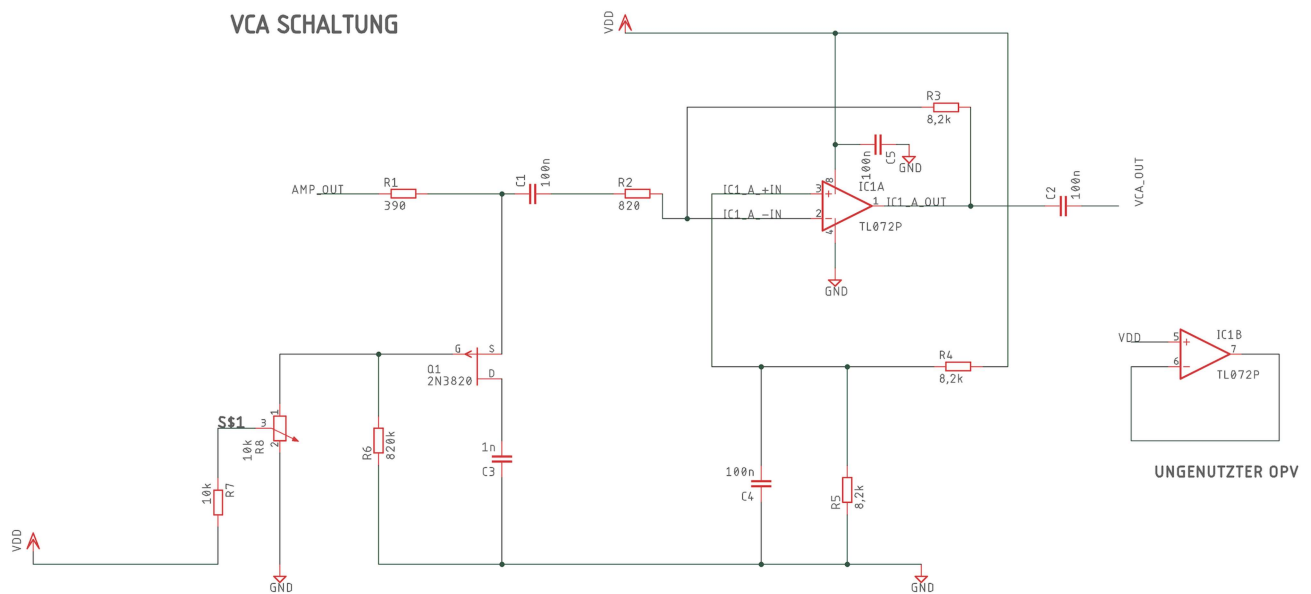 VCA SCHALTUNG
VDD
R3
8,2k
100n
C5
GND
AMP_OUT
R1
390
C1
100n
R2
820
IC1_A_+IN
IC1_A_-IN
3
+
2
-
8
4
IC1A
1
IC1_A_OUT
TL072P
GND
C2
100n
VCA_OUT
VDD
5
+
6
-
IC1B
7
TL072P
UNGENUTZTER OPV
G
S
D
Q1
2N3820
R4
8,2k
S$1
3
1
2
10k
R8
R6
820k
1n
C3
100n
C4
R5
8,2k
10k
R7
VDD
GND
GND